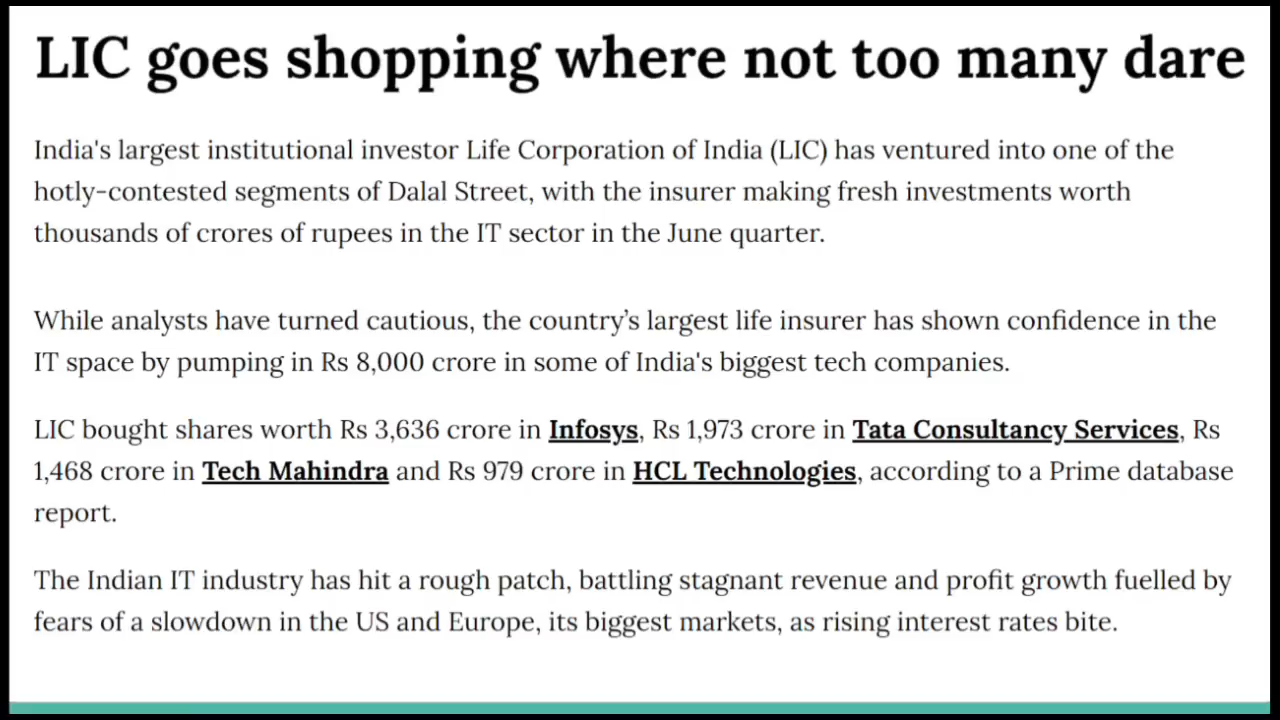 LIC goes shopping where not too many dare
India's largest institutional investor Life Corporation of India (LIC) has ventured into one of the
hotly-contested segments of Dalal Street, with the insurer making fresh investments worth
thousands of crores of rupees in the IT sector in the June quarter.
While analysts have turned cautious, the country’s largest life insurer has shown confidence in the
IT space by pumping in Rs 8,000 crore in some of India's biggest tech companies.
LIC bought shares worth Rs 3,636 crore in Infosys, Rs 1,973 crore in Tata Consultancy Services, Rs
1,468 crore in Tech Mahindra and Rs 979 crore in HCL Technologies, according to a Prime database
report.
The Indian IT industry has hit a rough patch, battling stagnant revenue and profit growth fuelled by
fears of a slowdown in the US and Europe, its biggest markets, as rising interest rates bite.